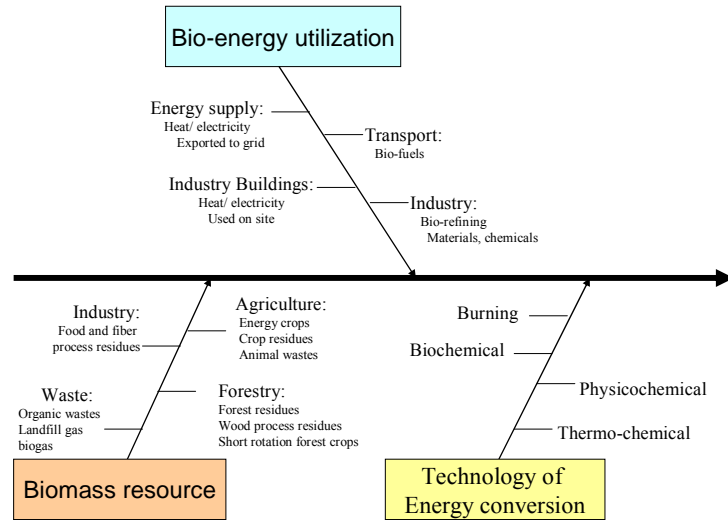 Bio-energy utilization
Energy supply:
Heat/ electricity
Exported to grid
Transport:
Bio-fuels
Industry Buildings:
Heat/ electricity
Used on site
Industry:
Bio-refining
Materials, chemicals
Industry:
Food and fiber
process residues
Agriculture:
Energy crops
Crop residues
Animal wastes
Waste:
Organic wastes
Landfill gas
biogas
Forestry:
Forest residues
Wood process residues
Short rotation forest crops
Biomass resource
Burning
Biochemical
Physicochemical
Thermo-chemical
Technology of
Energy conversion